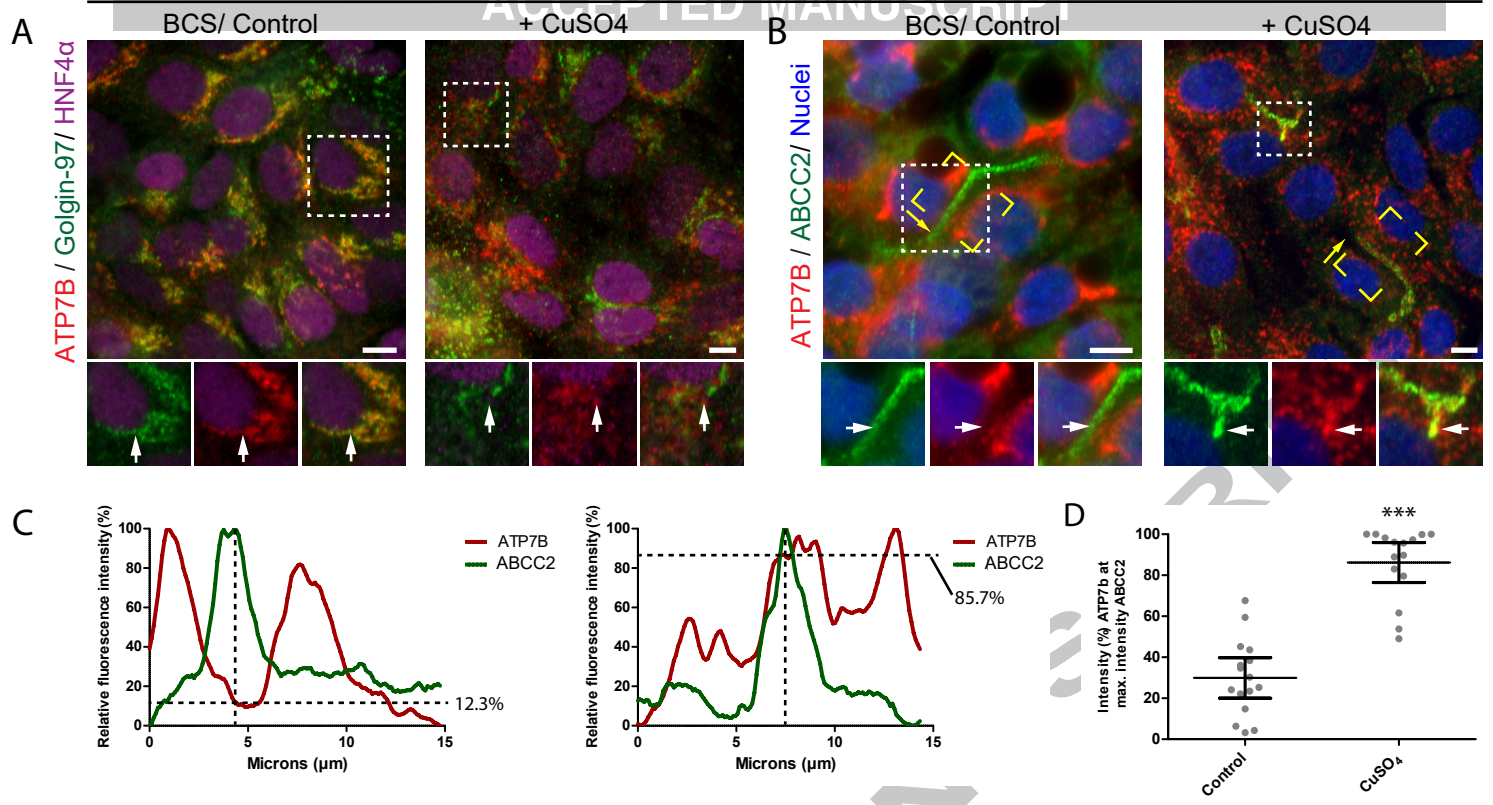 ACCEPTED MANUSCRIPT
A
BCS/ Control
+ CuSO4
ATP7B / Golgin-97/ HNF4α
B
BCS/ Control
+ CuSO4
ATP7B / ABCC2/ Nuclei
C
Relative fluorescence intensity (%)
100
80
60
40
20
0
0 5 10 15
Microns (µm)
ATP7B
ABCC2
12.3%
Relative fluorescence intensity (%)
100
80
60
40
20
0
0 5 10 15
Microns (µm)
ATP7B
ABCC2
85.7%
D
Intensity (%) ATP7b at
max. intensity ABCC2
100
80
60
40
20
0
***
Control
CuSO4